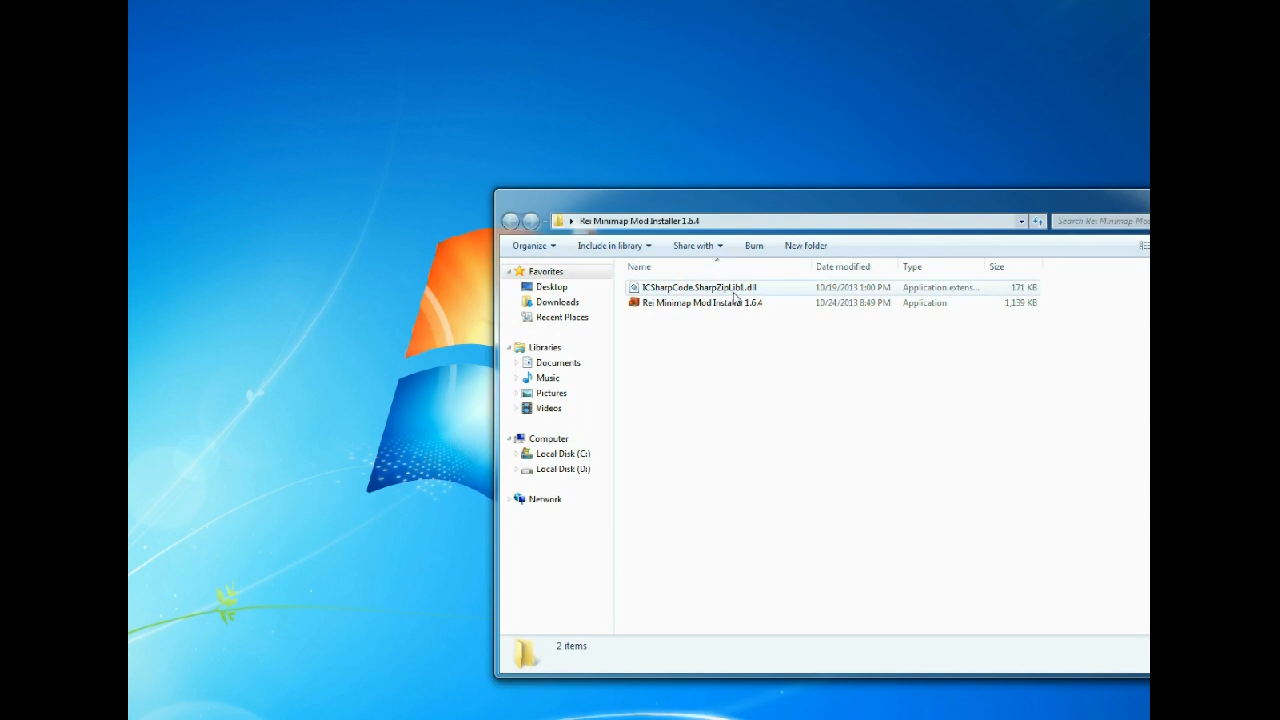 Rei Minimap Mod Installer 1.6.4
Search Rei Minimap Mo
Organize
Include in library
Share with
Burn
New folder
Name
Date modified
Type
Size
Favorites
Desktop
Downloads
Recent Places
Libraries
Documents
Music
Pictures
Videos
Computer
Local Disk (C:)
Local Disk (D:)
Network
ICSharpCode.SharpZipLib1.dll 10/19/2013 1:00 PM Application extens... 171 KB
Rei Minimap Mod Installer 1.6.4 10/24/2013 8:49 PM Application 1,139 KB
2 items